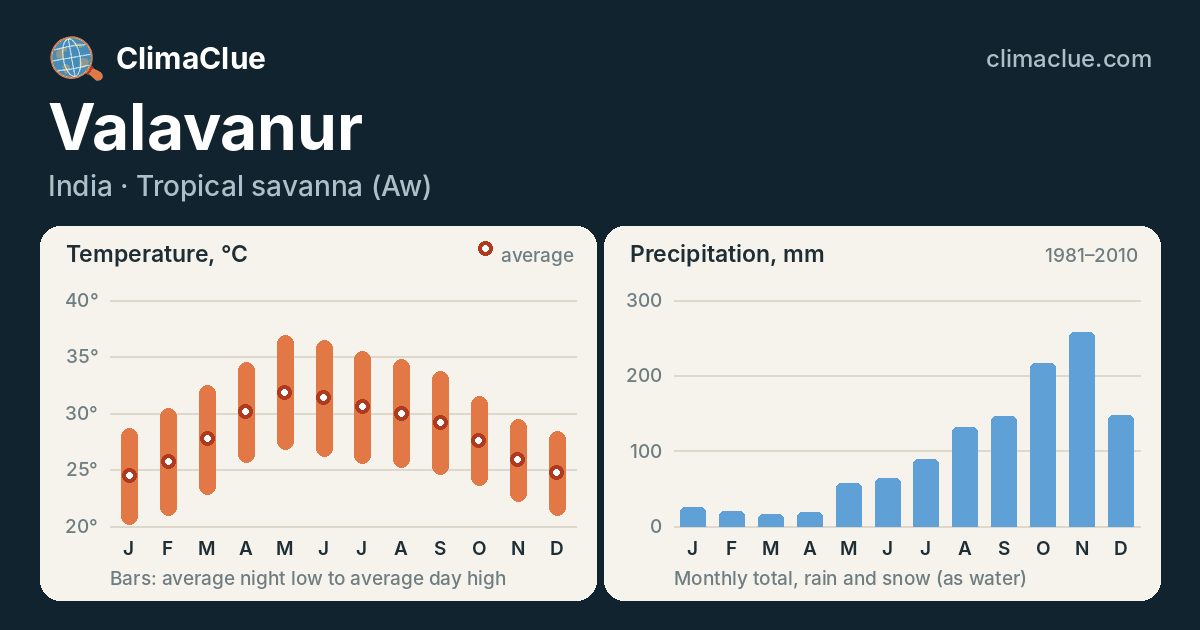 ClimaClue
climaclue.com
Valavanur
India · Tropical savanna (Aw)
Temperature, °C
average
40°
35°
30°
25°
20°
J F M A M J J A S O N D
Bars: average night low to average day high
Precipitation, mm
1981–2010
300
200
100
0
J F M A M J J A S O N D
Monthly total, rain and snow (as water)